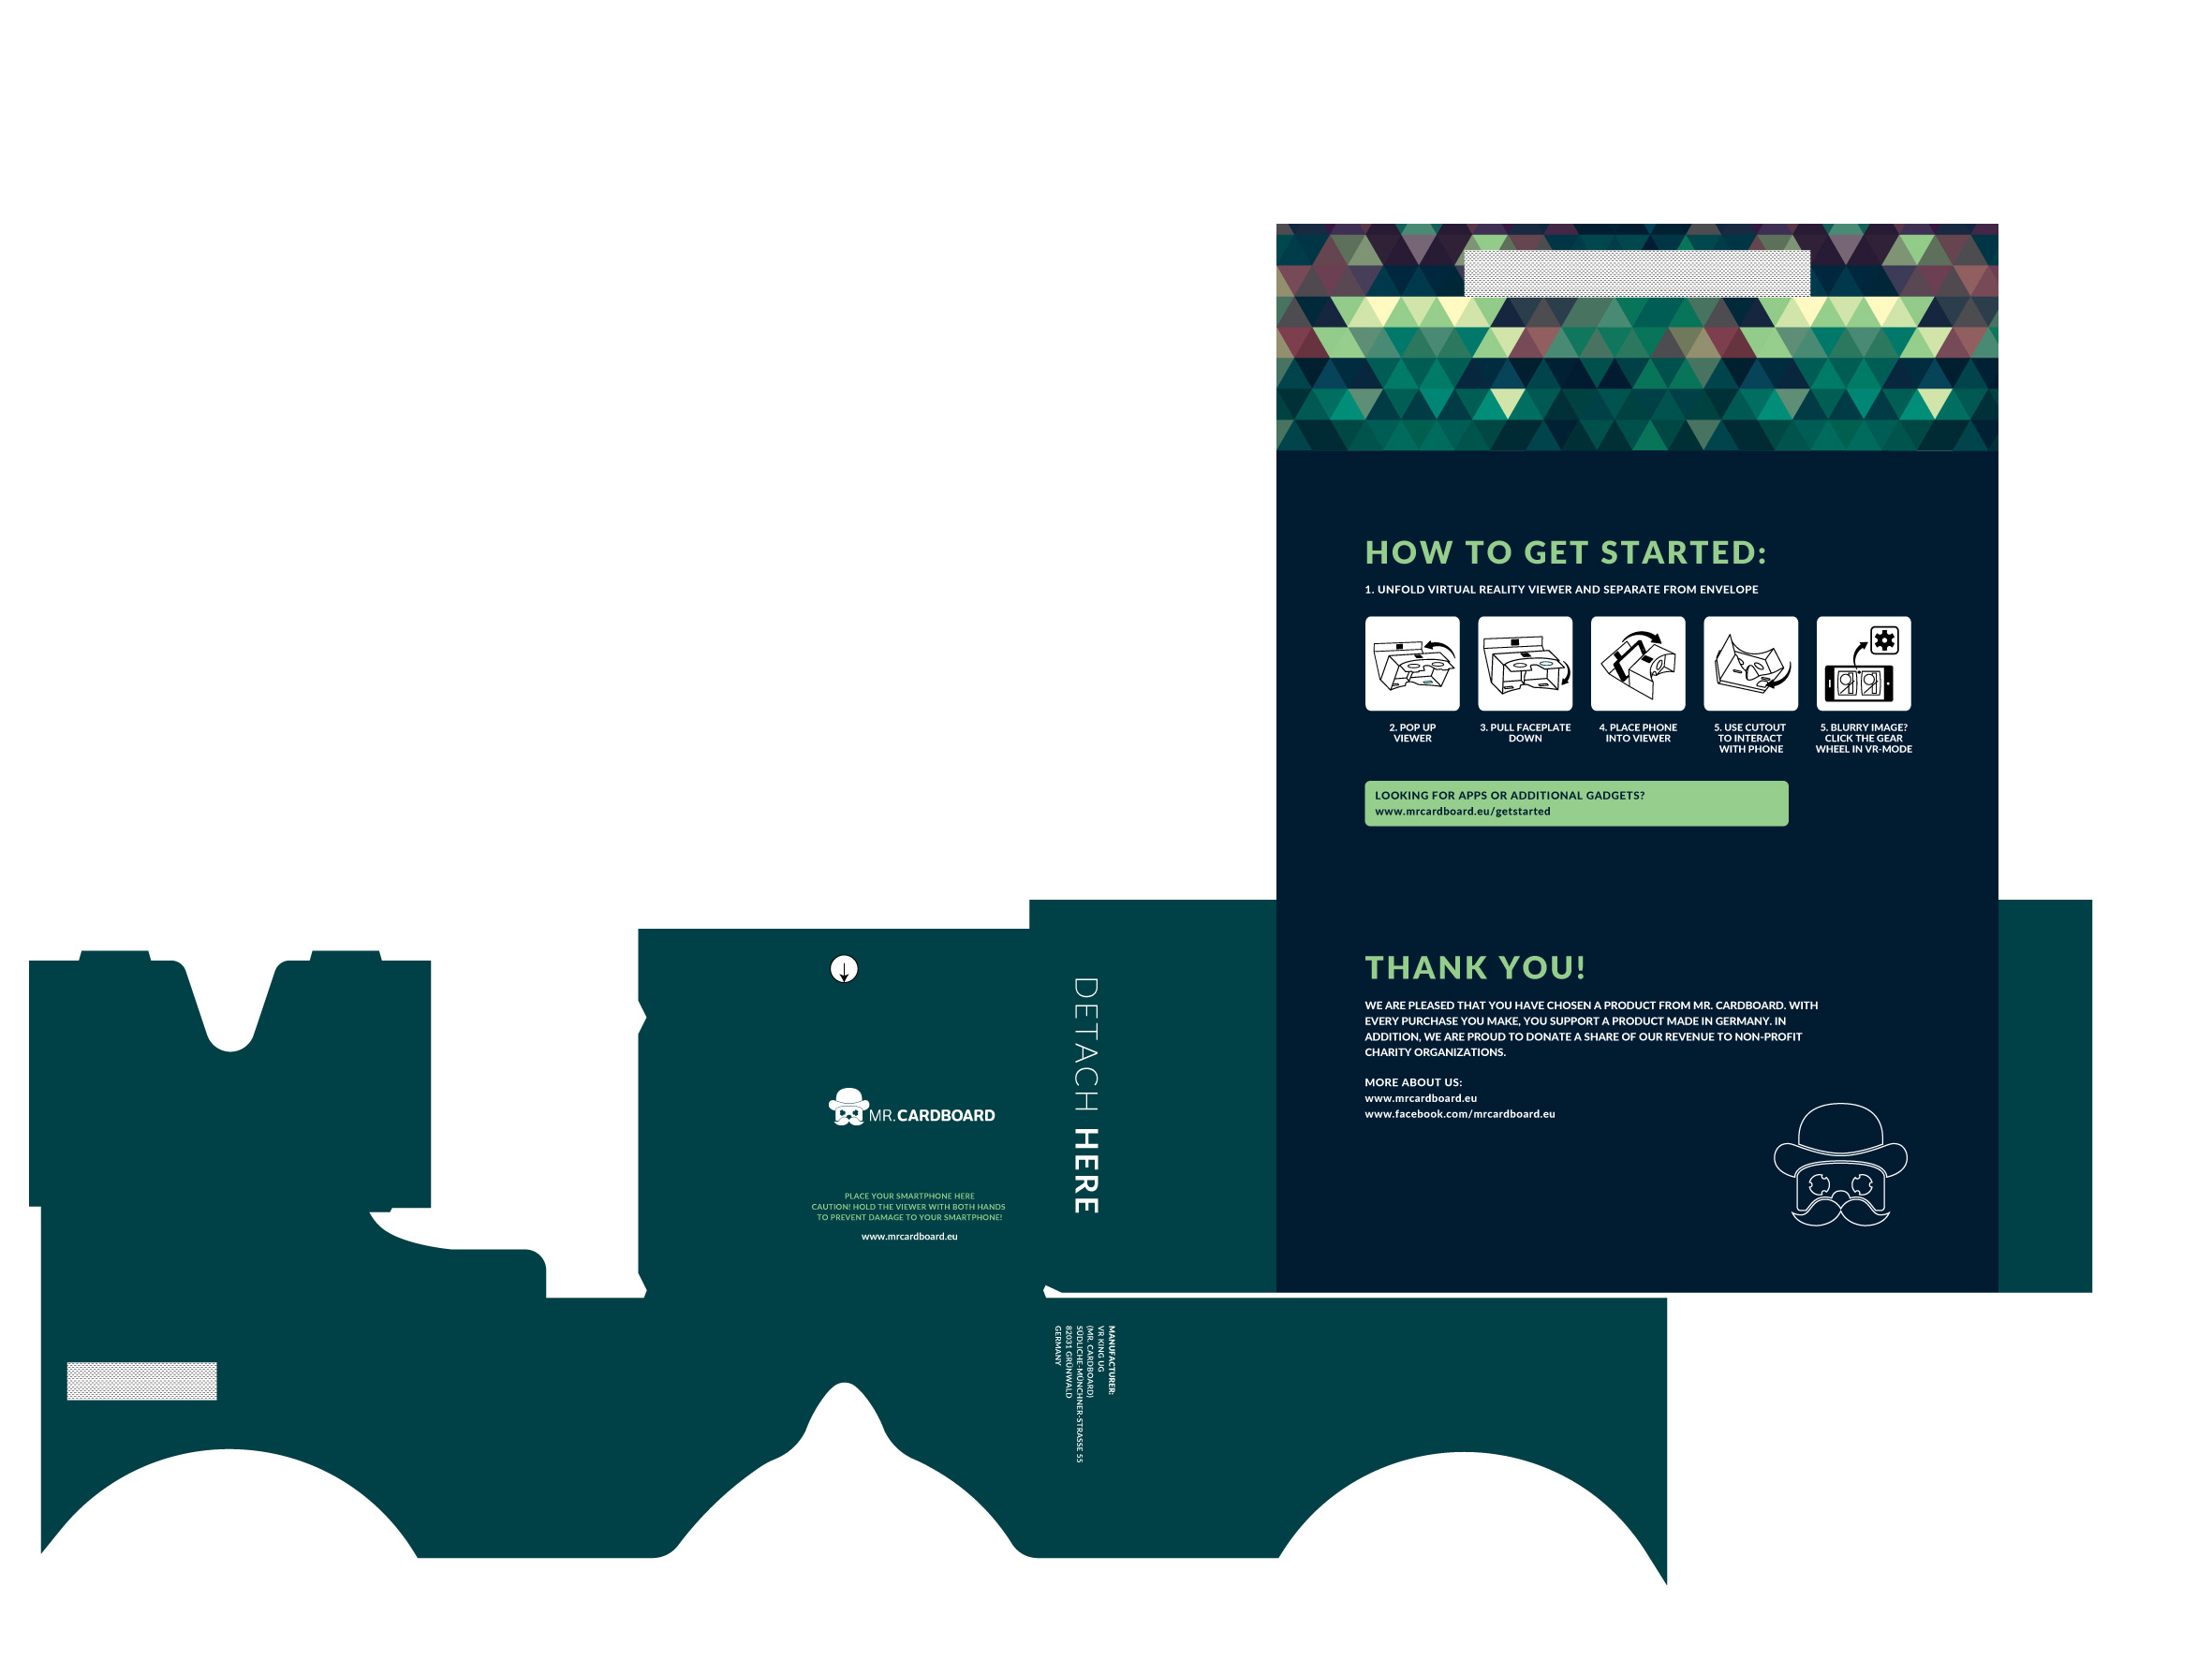 HOW TO GET STARTED:
1. UNFOLD VIRTUAL REALITY VIEWER AND SEPARATE FROM ENVELOPE
2. POP UP
VIEWER
3. PULL FACEPLATE
DOWN
4. PLACE PHONE
INTO VIEWER
5. USE CUTOUT
TO INTERACT
WITH PHONE
5. BLURRY IMAGE?
CLICK THE GEAR
WHEEL IN VR-MODE
LOOKING FOR APPS OR ADDITIONAL GADGETS?
www.mrcardboard.eu/getstarted
THANK YOU!
WE ARE PLEASED THAT YOU HAVE CHOSEN A PRODUCT FROM MR. CARDBOARD. WITH
EVERY PURCHASE YOU MAKE, YOU SUPPORT A PRODUCT MADE IN GERMANY. IN
ADDITION, WE ARE PROUD TO DONATE A SHARE OF OUR REVENUE TO NON-PROFIT
CHARITY ORGANIZATIONS.
MORE ABOUT US:
www.mrcardboard.eu
www.facebook.com/mrcardboard.eu
DETACH HERE
MR. CARDBOARD
PLACE YOUR SMARTPHONE HERE
CAUTION! HOLD THE VIEWER WITH BOTH HANDS
TO PREVENT DAMAGE TO YOUR SMARTPHONE!
www.mrcardboard.eu
MANUFACTURER:
VR KING UG
(MR. CARDBOARD)
SÜDLICHE-MÜNCHNER-STRASSE 55
82031 GRÜNWALD
GERMANY